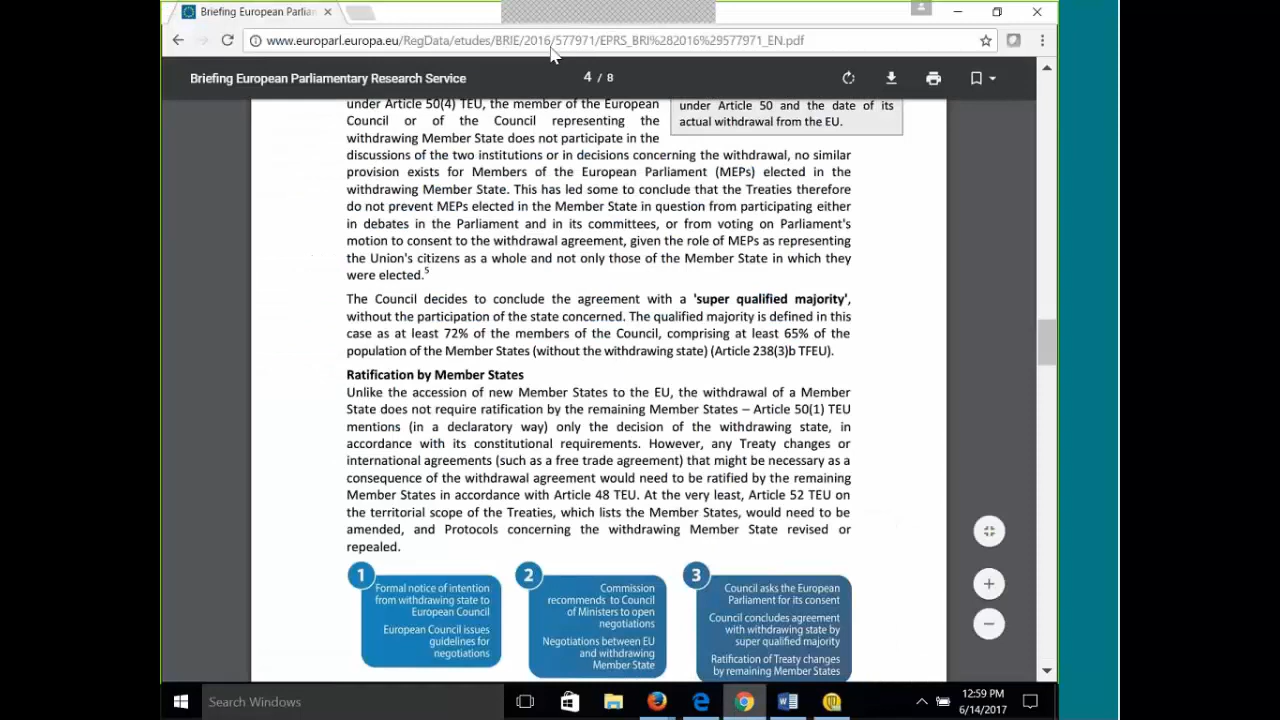 Briefing European Parliam
www.europarl.europa.eu/RegData/etudes/BRIE/2016/577971/EPRS_BRI%282016%29577971_EN.pdf
Briefing European Parliamentary Research Service
4 / 8
under Article 50(4) TEU, the member of the European
Council or of the Council representing the
withdrawing Member State does not participate in the
under Article 50 and the date of its
actual withdrawal from the EU.
discussions of the two institutions or in decisions concerning the withdrawal, no similar
provision exists for Members of the European Parliament (MEPs) elected in the
withdrawing Member State. This has led some to conclude that the Treaties therefore
do not prevent MEPs elected in the Member State in question from participating either
in debates in the Parliament and in its committees, or from voting on Parliament's
motion to consent to the withdrawal agreement, given the role of MEPs as representing
the Union's citizens as a whole and not only those of the Member State in which they
were elected.5
The Council decides to conclude the agreement with a 'super qualified majority',
without the participation of the state concerned. The qualified majority is defined in this
case as at least 72% of the members of the Council, comprising at least 65% of the
population of the Member States (without the withdrawing state) (Article 238(3)b TFEU).
Ratification by Member States
Unlike the accession of new Member States to the EU, the withdrawal of a Member
State does not require ratification by the remaining Member States – Article 50(1) TEU
mentions (in a declaratory way) only the decision of the withdrawing state, in
accordance with its constitutional requirements. However, any Treaty changes or
international agreements (such as a free trade agreement) that might be necessary as a
consequence of the withdrawal agreement would need to be ratified by the remaining
Member States in accordance with Article 48 TEU. At the very least, Article 52 TEU on
the territorial scope of the Treaties, which lists the Member States, would need to be
amended, and Protocols concerning the withdrawing Member State revised or
repealed.
1
Formal notice of intention
from withdrawing state to
European Council
European Council issues
guidelines for
negotiations
2
Commission
recommends to Council
of Ministers to open
negotiations
Negotiations between EU
and withdrawing
Member State
3
Council asks the European
Parliament for its consent
Council concludes agreement
with withdrawing state by
super qualified majority
Ratification of Treaty changes
by remaining Member States
Search Windows
12:59 PM
6/14/2017